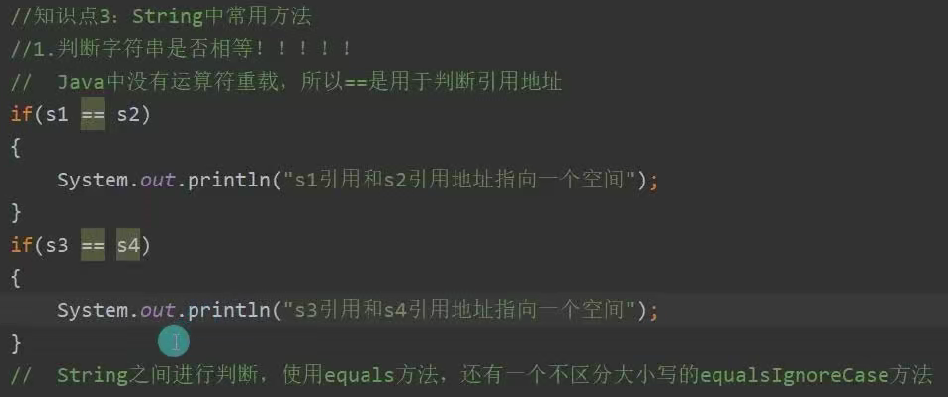 //知识点3：String中常用方法
//1.判断字符串是否相等！！！！！
//  Java中没有运算符重载，所以==是用于判断引用地址
if(s1 == s2)
{
    System.out.println("s1引用和s2引用地址指向一个空间");
}
if(s3 == s4)
{
    System.out.println("s3引用和s4引用地址指向一个空间");
}
//  String之间进行判断，使用equals方法，还有一个不区分大小写的equalsIgnoreCase方法